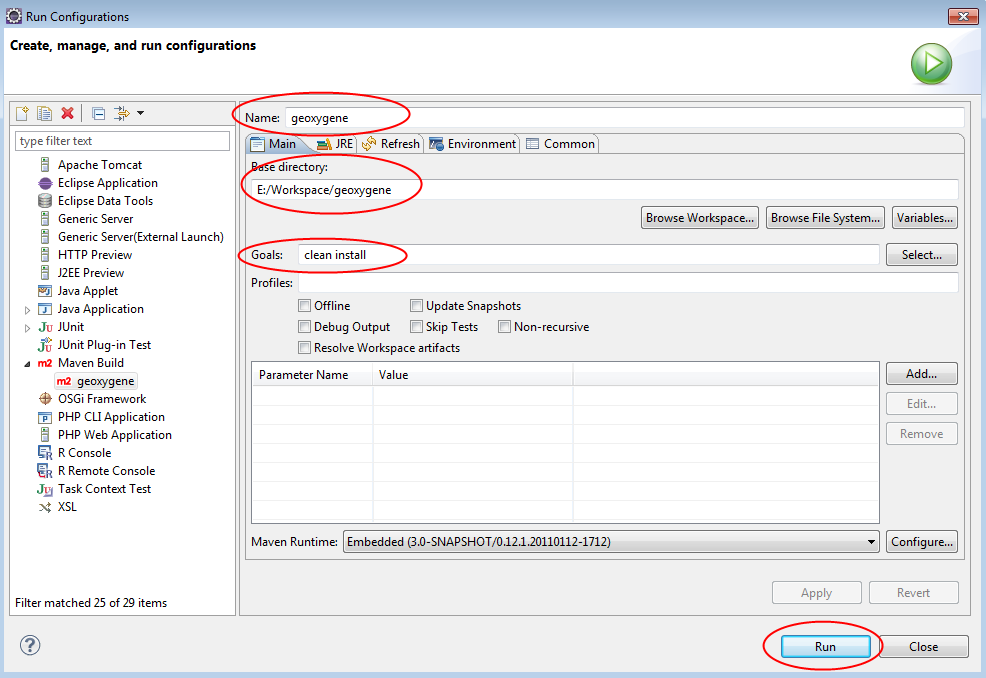 Run Configurations
Create, manage, and run configurations
type filter text
Apache Tomcat
Eclipse Application
Eclipse Data Tools
Generic Server
Generic Server(External Launch)
HTTP Preview
J2EE Preview
Java Applet
Java Application
Ju JUnit
JUnit Plug-in Test
m2 Maven Build
m2 geoxygene
OSGi Framework
PHP CLI Application
PHP Web Application
R Console
R Remote Console
Task Context Test
XSL
Filter matched 25 of 29 items
Name: geoxygene
Main JRE Refresh Environment Common
Base directory:
E:/Workspace/geoxygene
Browse Workspace... Browse File System... Variables...
Goals: clean install Select...
Profiles:
Offline Update Snapshots
Debug Output Skip Tests Non-recursive
Resolve Workspace artifacts
Parameter Name Value
Add...
Edit...
Remove
Maven Runtime: Embedded (3.0-SNAPSHOT/0.12.1.20110112-1712) Configure...
Apply Revert
? Run Close